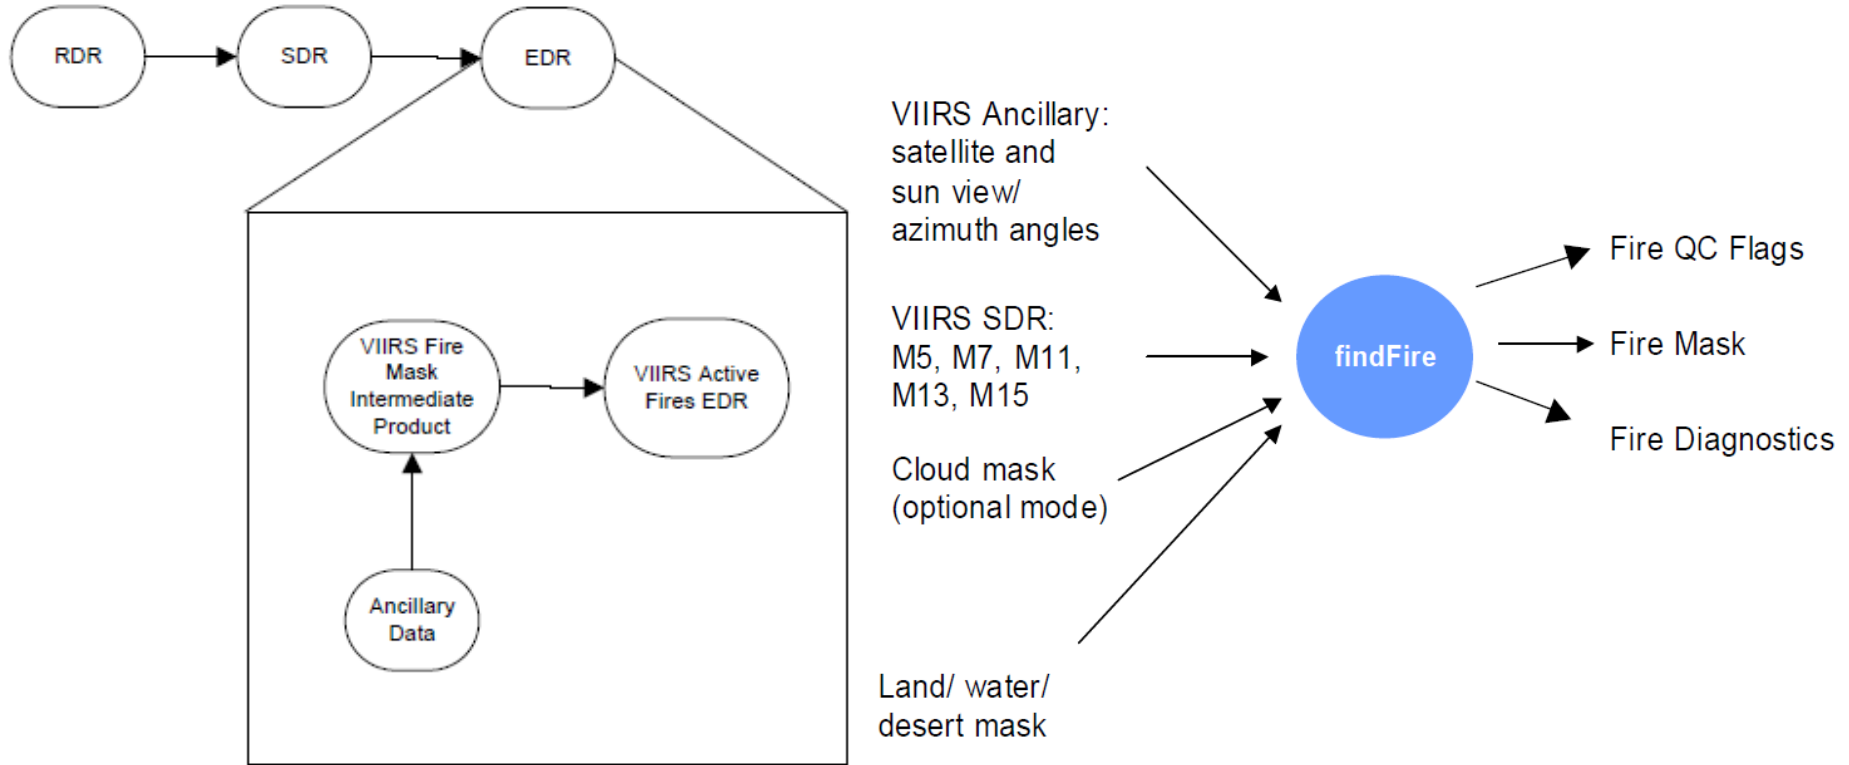 RDR
SDR
EDR
VIIRS Fire
Mask
Intermediate
Product
VIIRS Active
Fires EDR
Ancillary
Data
VIIRS Ancillary:
satellite and
sun view/
azimuth angles
VIIRS SDR:
M5, M7, M11,
M13, M15
Cloud mask
(optional mode)
Land/ water/
desert mask
findFire
Fire QC Flags
Fire Mask
Fire Diagnostics